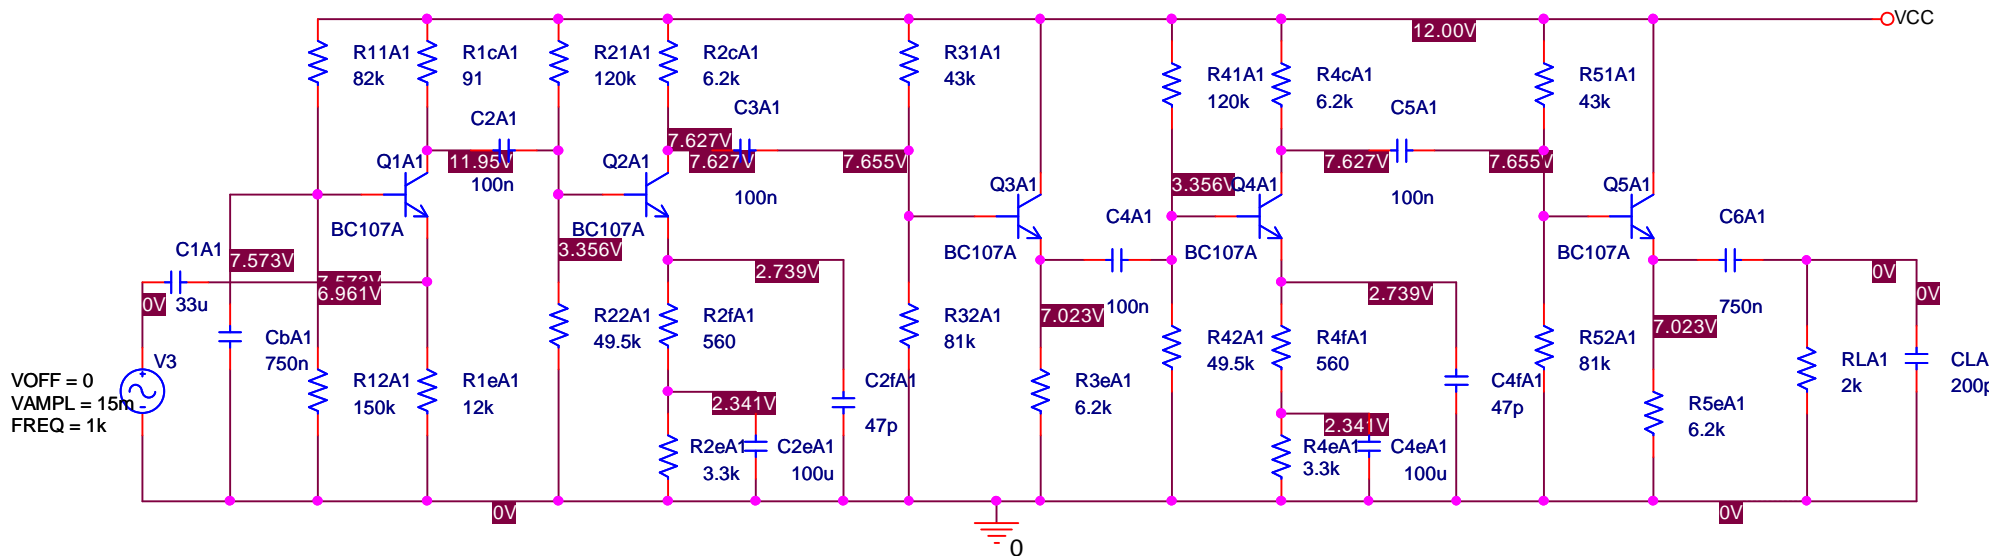 VCC
12.00V
R11A1
82k
R1cA1
91
R21A1
120k
R2cA1
6.2k
R31A1
43k
R41A1
120k
R4cA1
6.2k
R51A1
43k
C2A1
100n
C3A1
100n
C5A1
100n
Q1A1
BC107A
11.95V
Q2A1
BC107A
7.627V
7.627V
7.655V
Q3A1
BC107A
3.356V
Q4A1
BC107A
7.627V
7.655V
Q5A1
BC107A
C1A1
33u
7.573V
7.573V
6.961V
0V
3.356V
2.739V
C4A1
100n
7.023V
2.739V
C6A1
750n
7.023V
0V
0V
CbA1
750n
V3
VOFF = 0
VAMPL = 15m
FREQ = 1k
R12A1
150k
R1eA1
12k
R22A1
49.5k
R2fA1
560
2.341V
C2fA1
47p
R2eA1
3.3k
C2eA1
100u
R32A1
81k
R3eA1
6.2k
R42A1
49.5k
R4fA1
560
2.341V
C4fA1
47p
R4eA1
3.3k
C4eA1
100u
R52A1
81k
R5eA1
6.2k
RLA1
2k
CLA
200p
0V
0V
0